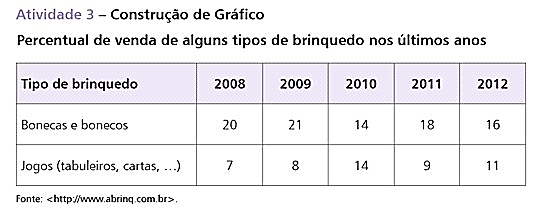 Atividade 3 – Construção de Gráfico
Percentual de venda de alguns tipos de brinquedo nos últimos anos
Tipo de brinquedo 2008 2009 2010 2011 2012
Bonecas e bonecos 20 21 14 18 16
Jogos (tabuleiros, cartas, ...) 7 8 14 9 11
Fonte: <http://www.abrinq.com.br>.